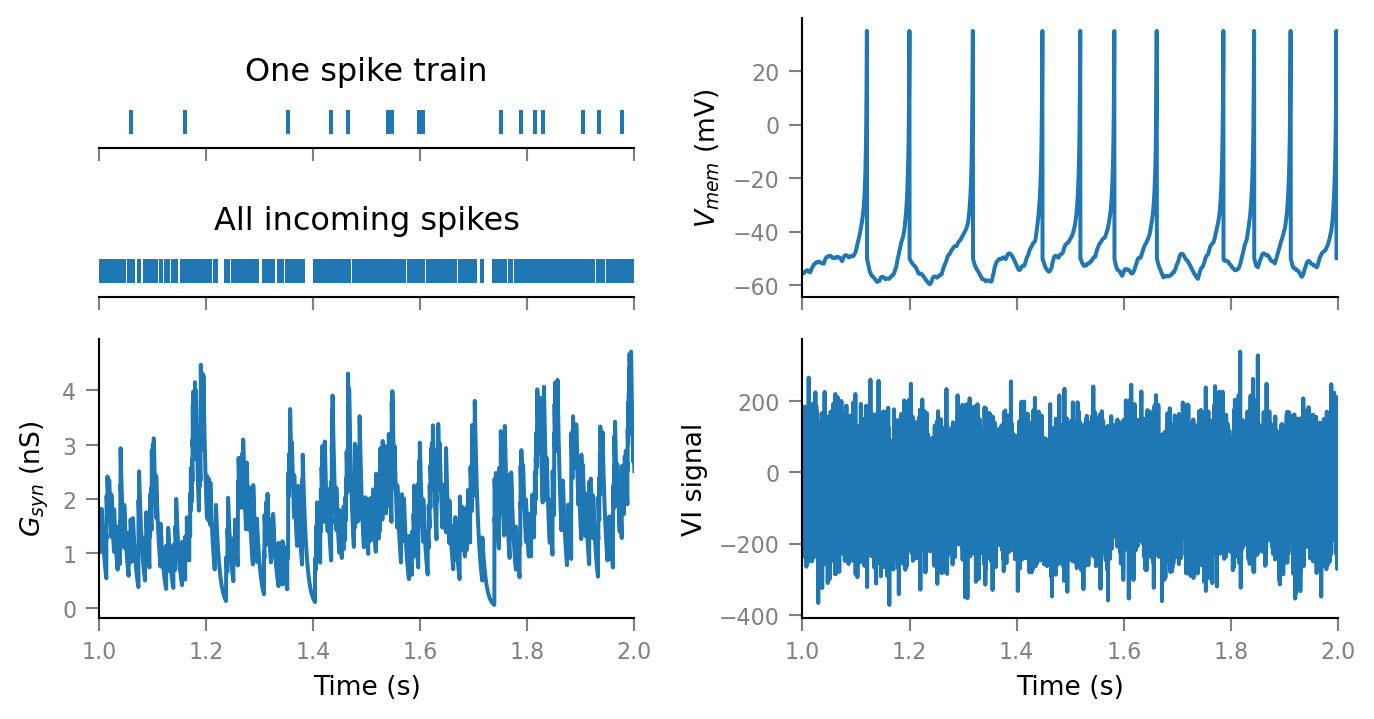 One spike train
All incoming spikes
G_syn (nS)
4
3
2
1
0
1.0 1.2 1.4 1.6 1.8 2.0
Time (s)
V_mem (mV)
20
0
−20
−40
−60
VI signal
200
0
−200
−400
1.0 1.2 1.4 1.6 1.8 2.0
Time (s)